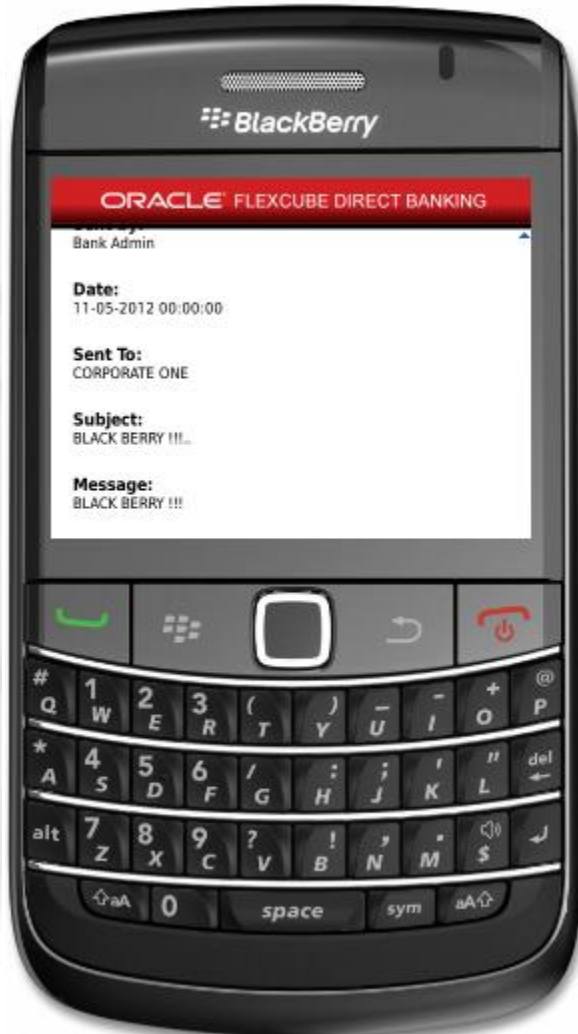 BlackBerry
ORACLE FLEXCUBE DIRECT BANKING
Bank Admin
Date:
11-05-2012 00:00:00
Sent To:
CORPORATE ONE
Subject:
BLACK BERRY !!!..
Message:
BLACK BERRY !!!
# 1 2 3 ( ) _ - + @
Q W E R T Y U I O P
* 4 5 6 / : ; ' " del
A S D F G H J K L
alt 7 8 9 ? ! , . $
Z X C V B N M
aA 0 space sym aA